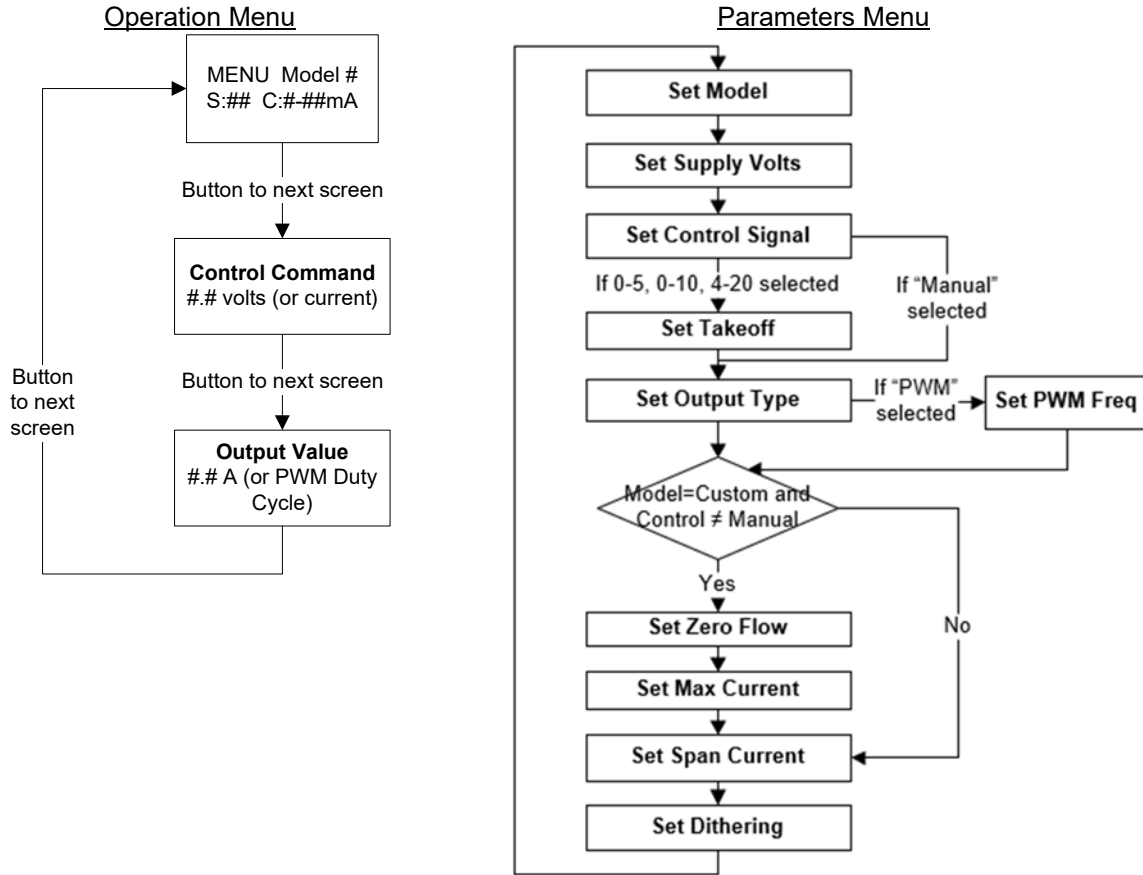 Operation Menu
MENU Model #
S:## C:#-##mA
Button to next screen
Control Command
#.# volts (or current)
Button to next screen
Output Value
#.# A (or PWM Duty
Cycle)
Button
to next
screen
Parameters Menu
Set Model
Set Supply Volts
Set Control Signal
If 0-5, 0-10, 4-20 selected
If “Manual”
selected
Set Takeoff
Set Output Type
If “PWM”
selected
Set PWM Freq
Model=Custom and
Control ≠ Manual
Yes
No
Set Zero Flow
Set Max Current
Set Span Current
Set Dithering